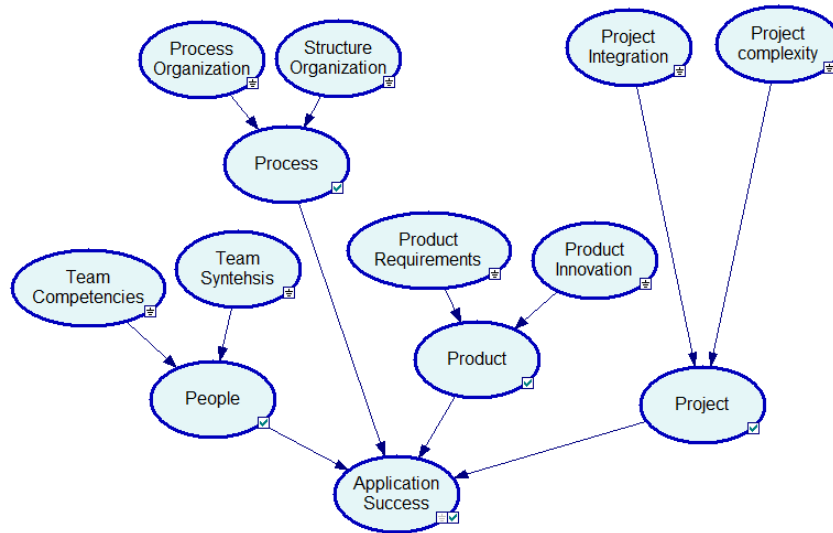 Process
Organization
Structure
Organization
Project
Integration
Project
complexity
Process
Team
Competencies
Team
Syntehsis
Product
Requirements
Product
Innovation
People
Product
Project
Application
Success